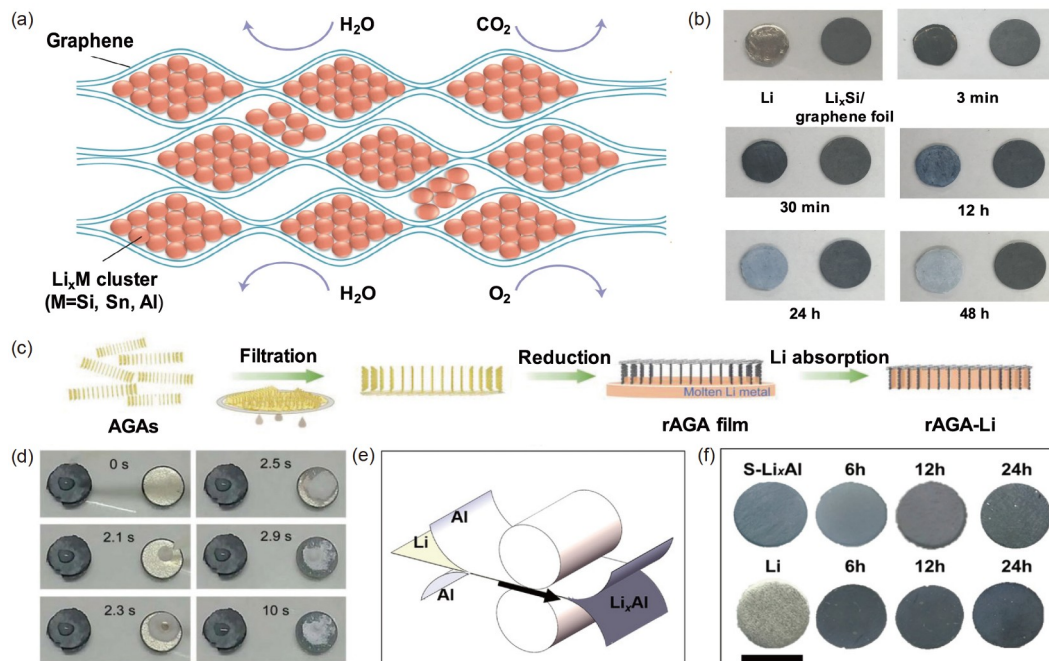 (a)
Graphene
H₂O
CO₂
LiₓM cluster
(M=Si, Sn, Al)
H₂O
O₂
(b)
Li
LiₓSi/
graphene foil
3 min
30 min
12 h
24 h
48 h
(c)
Filtration
Reduction
Li absorption
Molten Li metal
AGAs
rAGA film
rAGA-Li
(d)
0 s
2.5 s
2.1 s
2.9 s
2.3 s
10 s
(e)
Al
Li
Al
LiₓAl
(f)
S-LiₓAl
6h
12h
24h
Li
6h
12h
24h